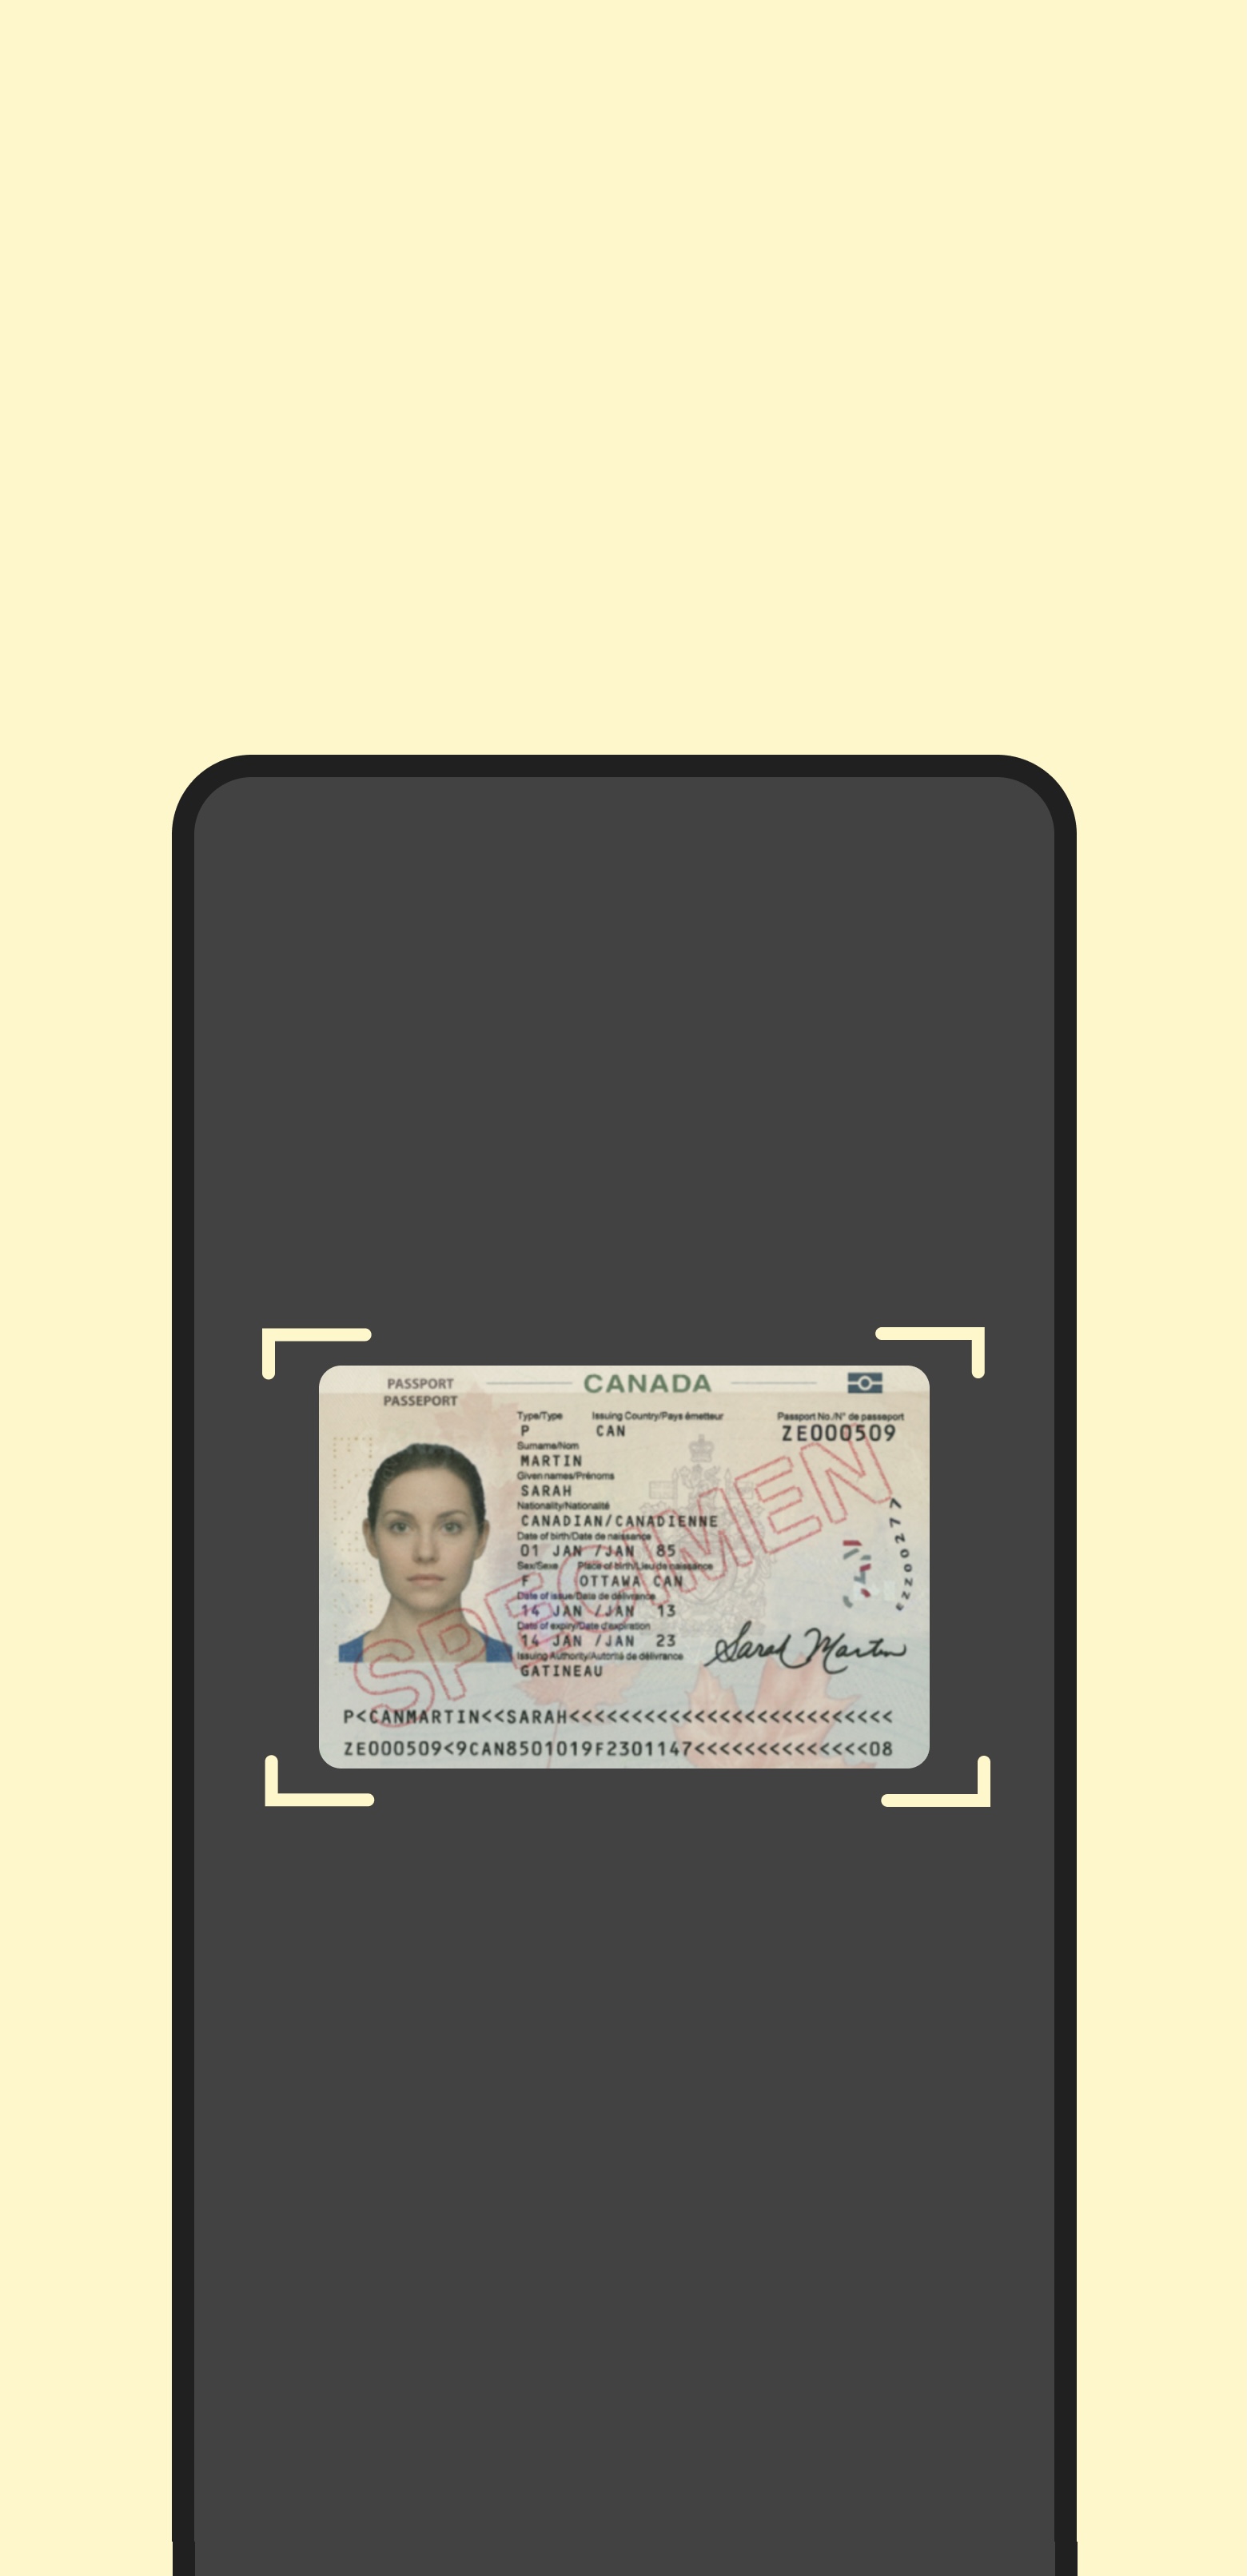 PASSPORT
PASSEPORT
CANADA
Type/Type Issuing Country/Pays émetteur Passport No./N° de passeport
P CAN ZE000509
Surname/Nom
MARTIN
Given names/Prénoms
SARAH
Nationality/Nationalité
CANADIAN/CANADIENNE
Date of birth/Date de naissance
01 JAN /JAN 85
Sex/Sexe Place of birth/Lieu de naissance
F OTTAWA CAN
Date of issue/Date de délivrance
14 JAN /JAN 13
Date of expiry/Date d'expiration
14 JAN /JAN 23
Issuing Authority/Autorité de délivrance
GATINEAU
SPECIMEN
Sarah Martin
P<CANMARTIN<<SARAH<<<<<<<<<<<<<<<<<<<<<<<<<<
ZE000509<9CAN8501019F2301147<<<<<<<<<<<<<<08